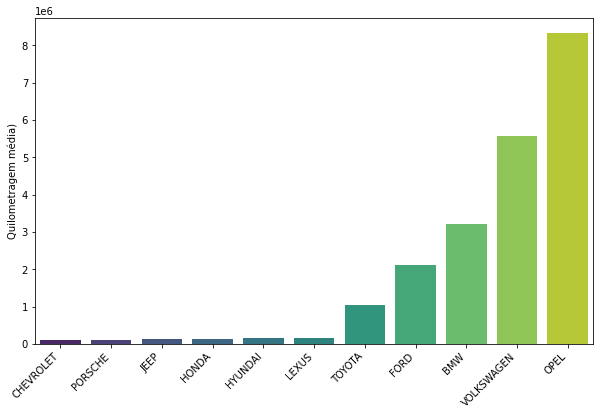 1e6
8
7
6
5
4
3
2
1
0
Quilometragem média)
CHEVROLET
PORSCHE
JEEP
HONDA
HYUNDAI
LEXUS
TOYOTA
FORD
BMW
VOLKSWAGEN
OPEL